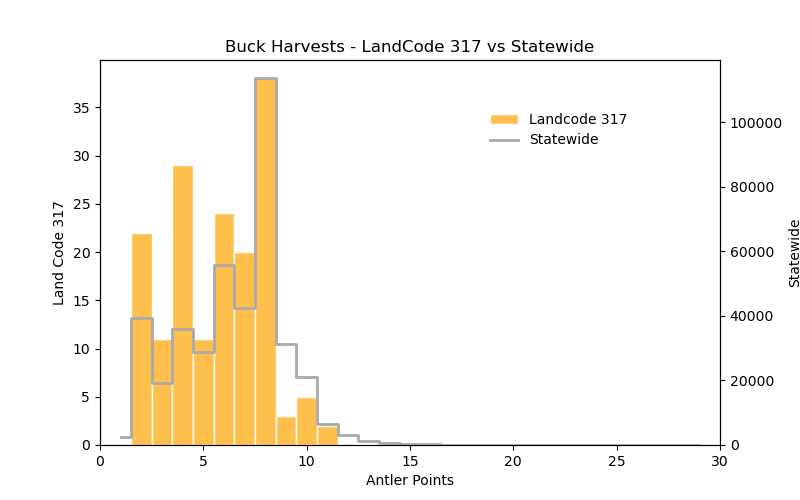 Buck Harvests - LandCode 317 vs Statewide
Landcode 317
Statewide
Land Code 317
0
5
10
15
20
25
30
35
0
20000
40000
60000
80000
100000
Statewide
0 5 10 15 20 25 30
Antler Points